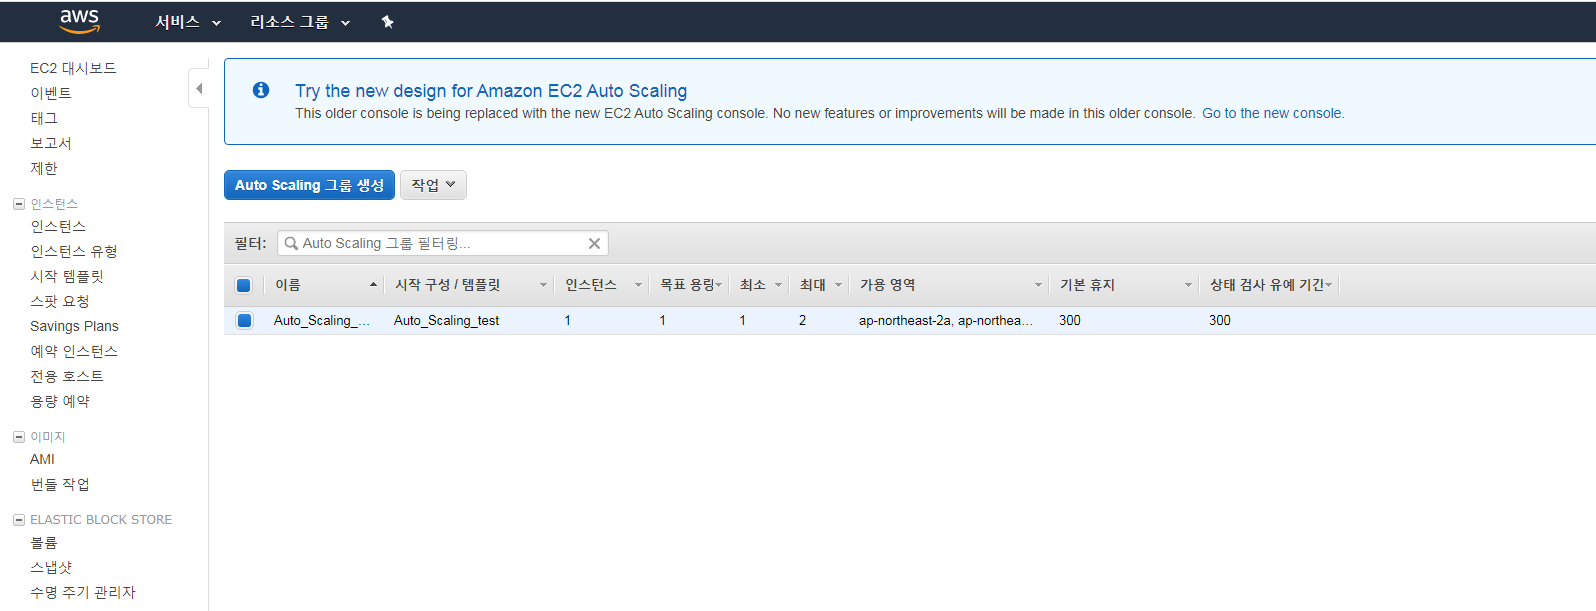 aws 서비스 리소스 그룹
EC2 대시보드
이벤트
태그
보고서
제한
인스턴스
인스턴스
인스턴스 유형
시작 템플릿
스팟 요청
Savings Plans
예약 인스턴스
전용 호스트
용량 예약
이미지
AMI
번들 작업
ELASTIC BLOCK STORE
볼륨
스냅샷
수명 주기 관리자
Try the new design for Amazon EC2 Auto Scaling
This older console is being replaced with the new EC2 Auto Scaling console. No new features or improvements will be made in this older console. Go to the new console.
Auto Scaling 그룹 생성 작업
필터: Auto Scaling 그룹 필터링...
이름 시작 구성 / 템플릿 인스턴스 목표 용량 최소 최대 가용 영역 기본 휴지 상태 검사 유예 기간
Auto_Scaling_... Auto_Scaling_test 1 1 1 2 ap-northeast-2a, ap-northea... 300 300